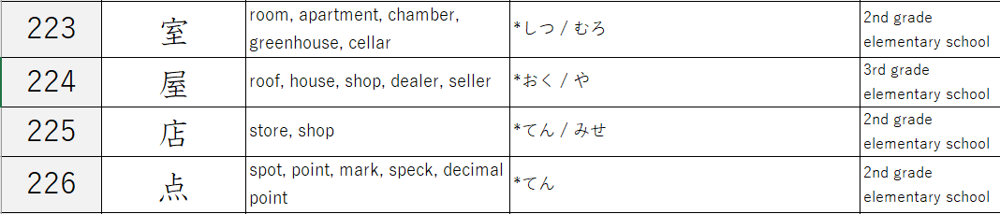 223 室 room, apartment, chamber, greenhouse, cellar *しつ / むろ 2nd grade elementary school
224 屋 roof, house, shop, dealer, seller *おく / や 3rd grade elementary school
225 店 store, shop *てん / みせ 2nd grade elementary school
226 点 spot, point, mark, speck, decimal point *てん 2nd grade elementary school